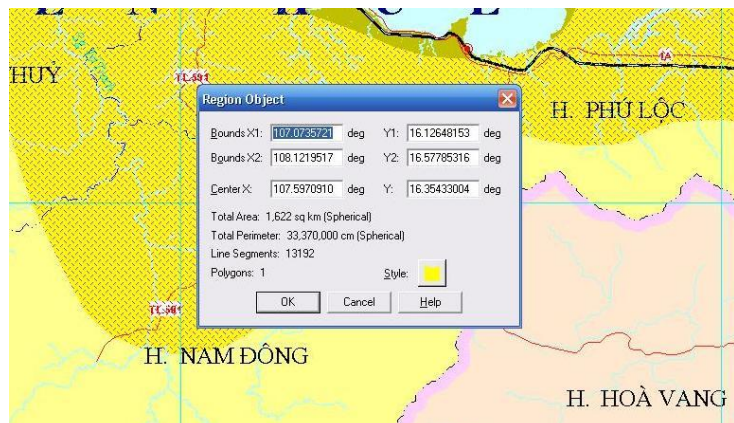 N H U Ế
HUỶ
TL.591
1A
H. PHÚ LỘC
Region Object
Bounds X1: 107.0735721 deg Y1: 16.12648153 deg
Bounds X2: 108.1219517 deg Y2: 16.57785316 deg
Center X: 107.5970910 deg Y: 16.35433004 deg
Total Area: 1,622 sq km (Spherical)
Total Perimeter: 33,370,000 cm (Spherical)
Line Segments: 13192
Polygons: 1 Style:
OK Cancel Help
H. NAM ĐÔNG
H. HOÀ VANG